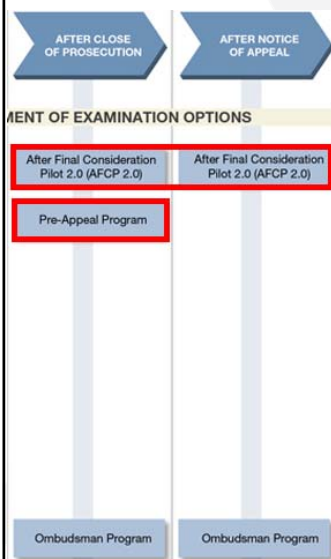 AFTER CLOSE
OF PROSECUTION
AFTER NOTICE
OF APPEAL
MENT OF EXAMINATION OPTIONS
After Final Consideration
Pilot 2.0 (AFCP 2.0)
After Final Consideration
Pilot 2.0 (AFCP 2.0)
Pre-Appeal Program
Ombudsman Program
Ombudsman Program